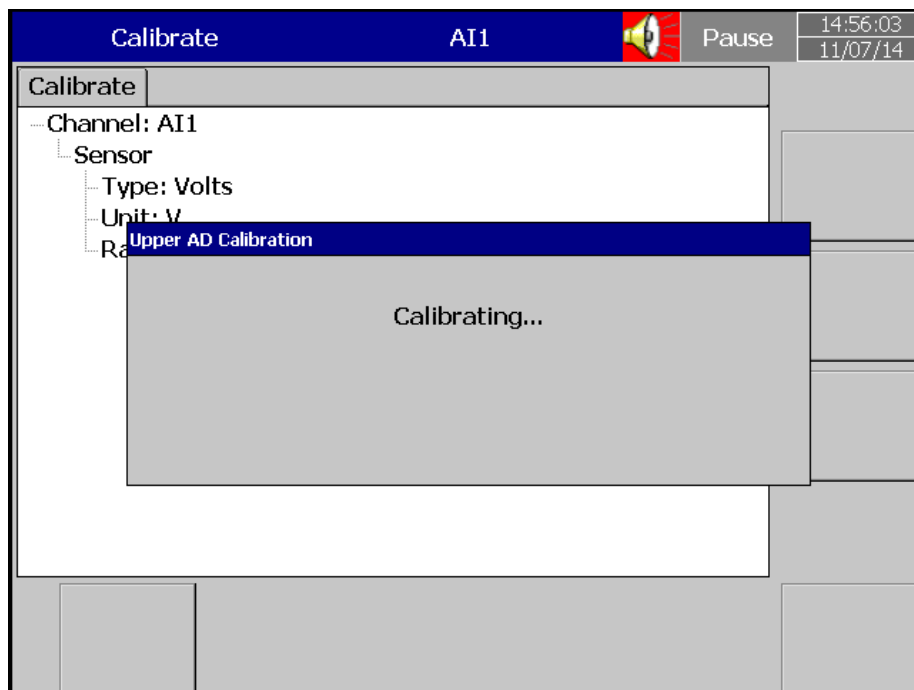 Calibrate AI1 Pause 14:56:03
11/07/14
Calibrate
Channel: AI1
Sensor
Type: Volts
Unit: V
Ra
Upper AD Calibration
Calibrating...